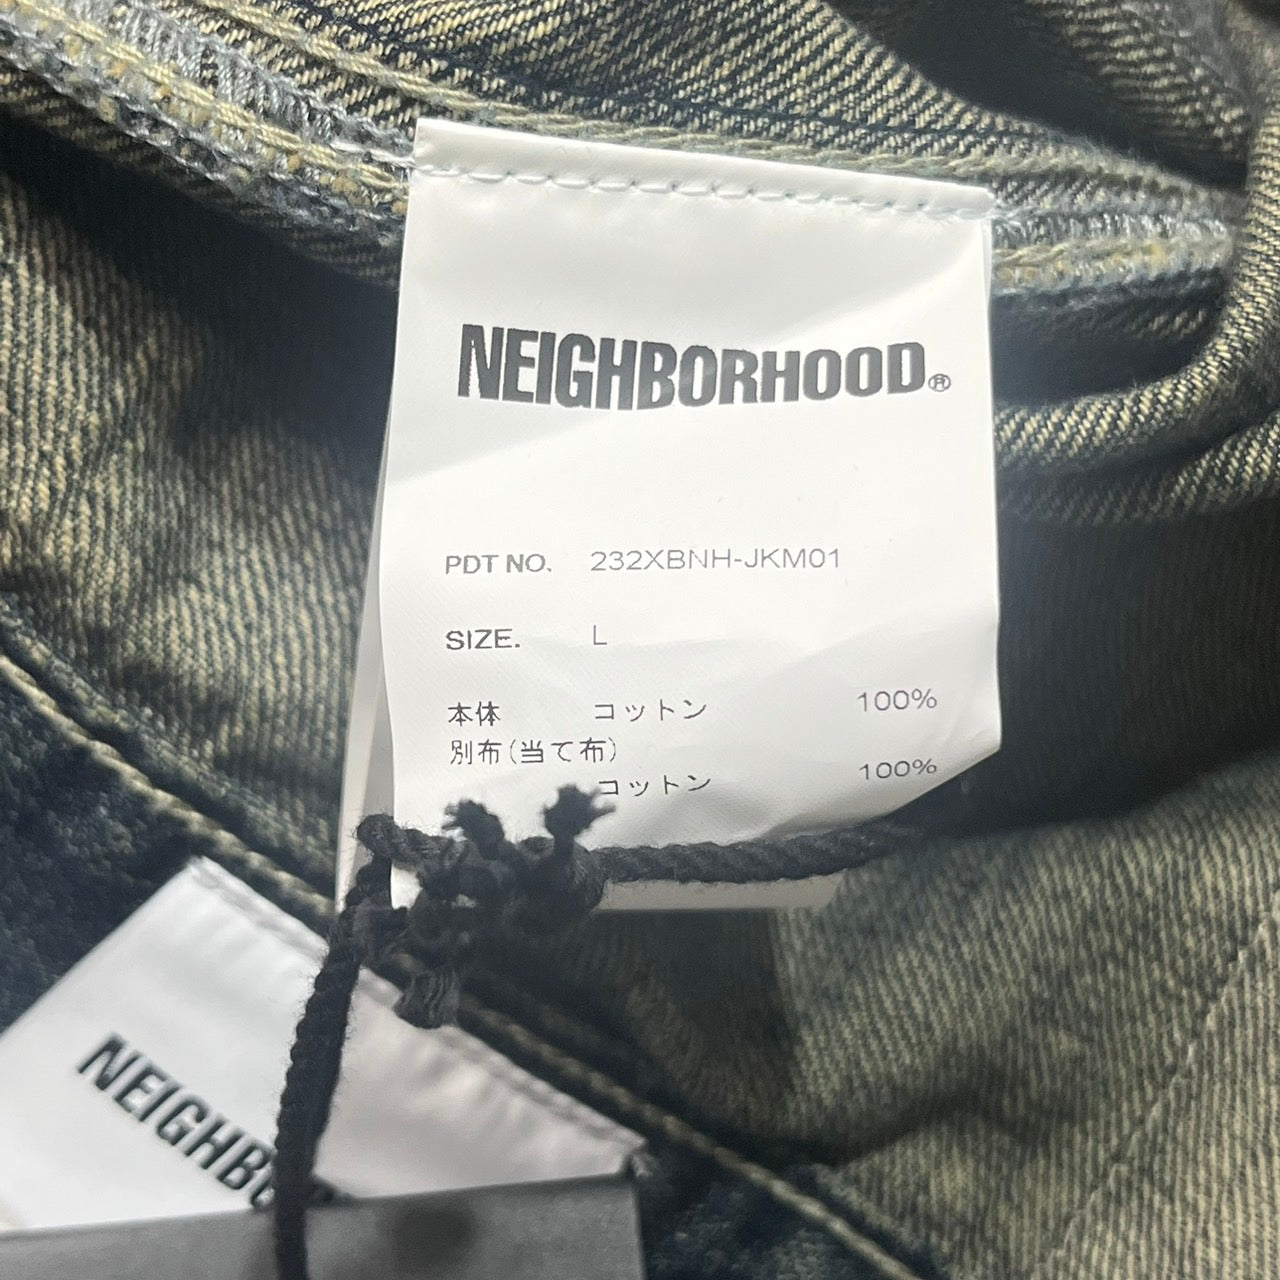 NEIGHBORHOOD®
PDT NO. 232XBNH-JKM01
SIZE. L
本体 コットン 100%
別布(当て布)
コットン 100%